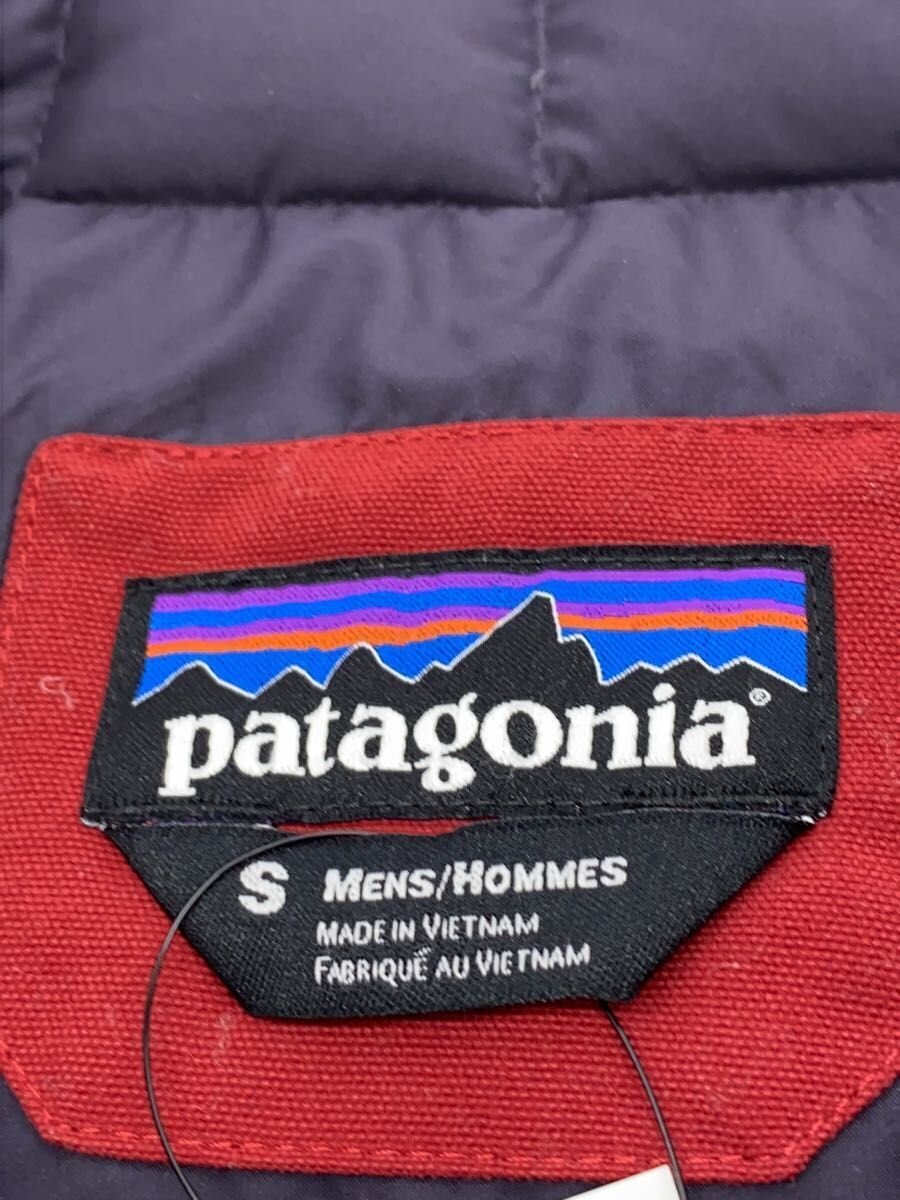 patagonia®
S MENS/HOMMES
MADE IN VIETNAM
FABRIQUÉ AU VIETNAM